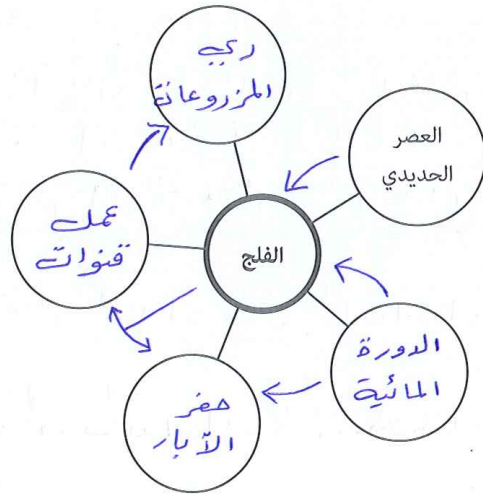 ري
المزروعات
العصر
الحديدي
عمل
قنوات
الفلج
الدورة
المائية
حفر
الآبار